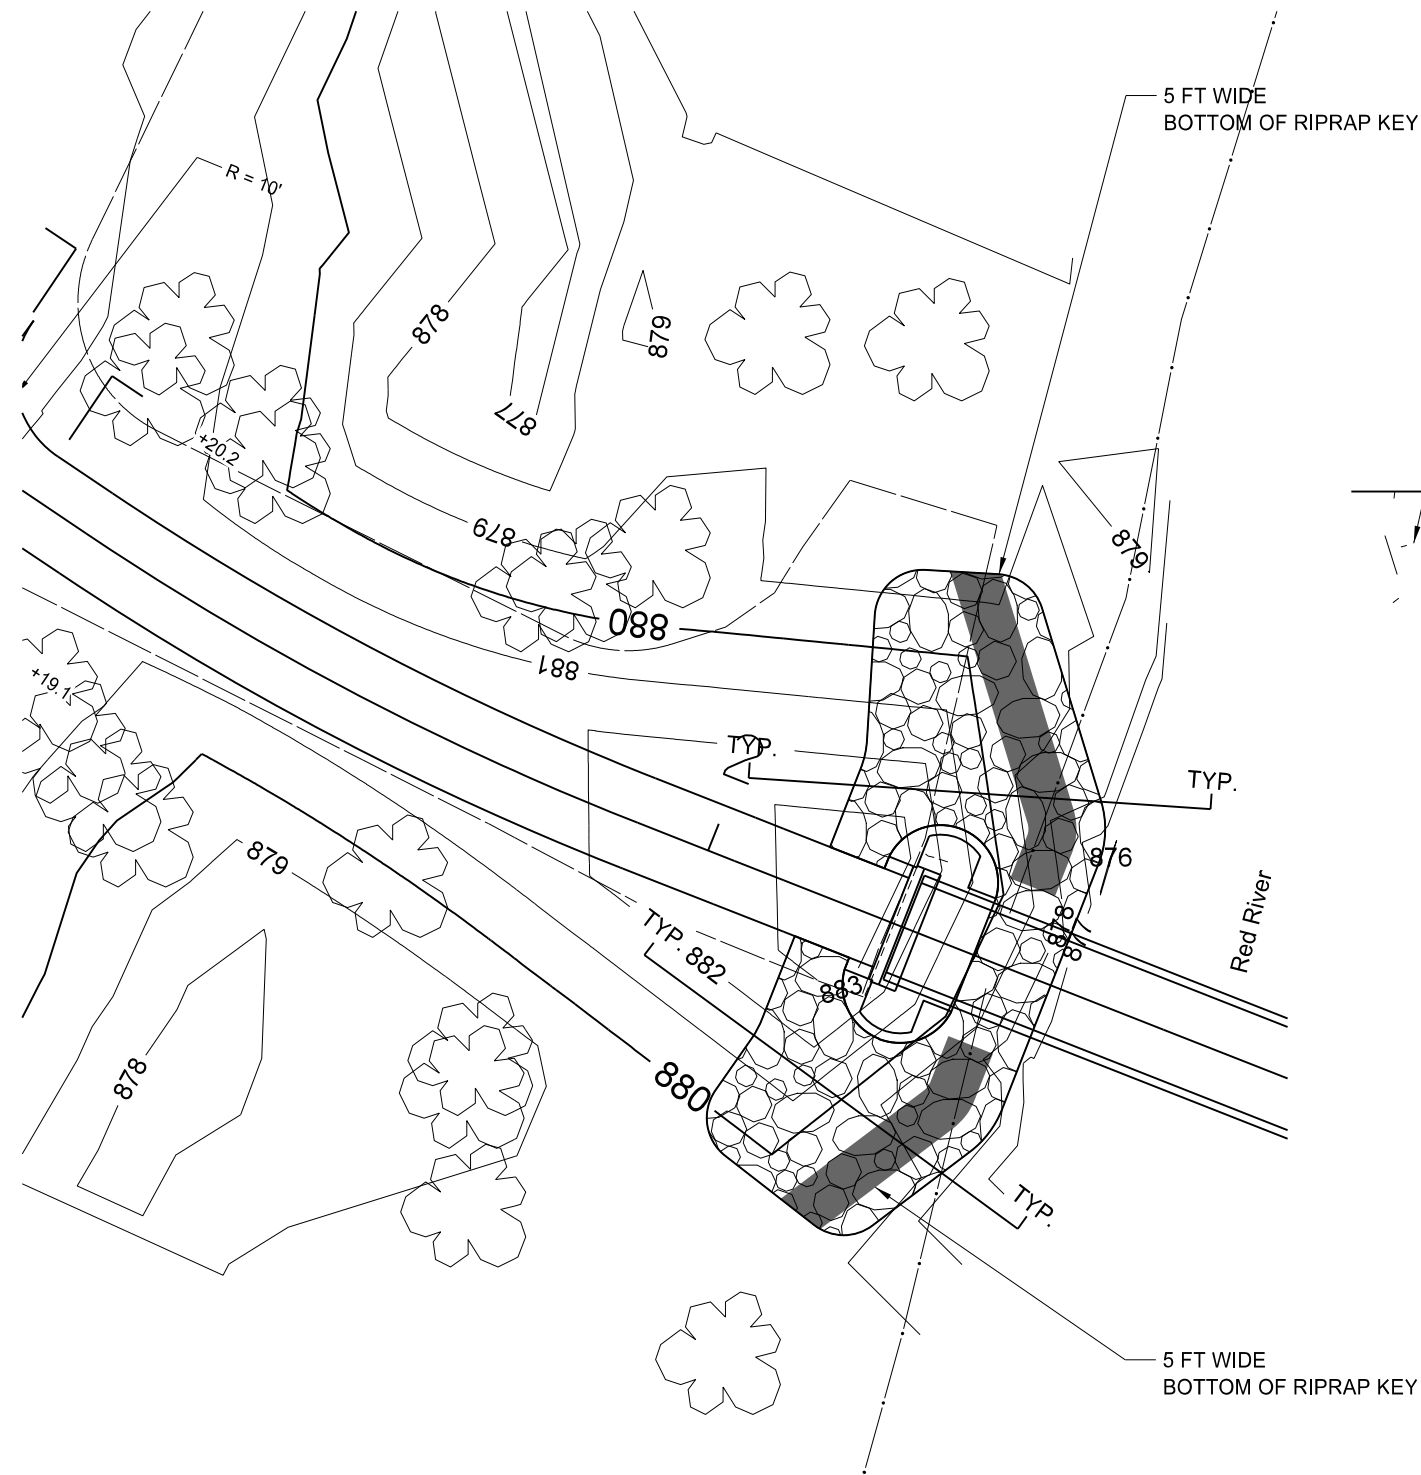 5 FT WIDE
BOTTOM OF RIPRAP KEY
R = 10'
878
879
877
+20.2
879
879
880
881
+19.1
TYP.
2
TYP.
879
876
878
Red River
TYP. 882
883
878
880
TYP.
5 FT WIDE
BOTTOM OF RIPRAP KEY